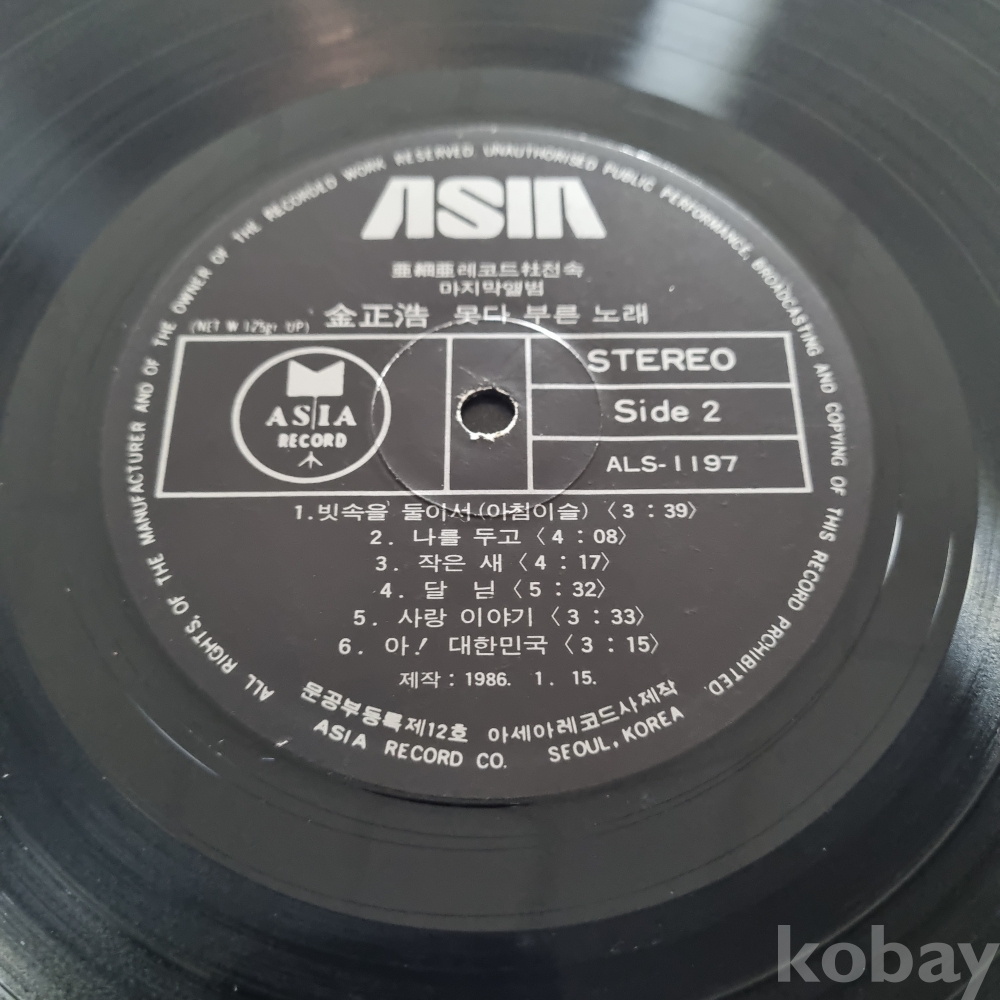 ALL RIGHTS, OF THE MANUFACTURER AND OF THE OWNER OF THE RECORDED WORK RESERVED UNAUTHORISED PUBLIC PERFORMANCE, BROADCASTING AND COPYING OF THIS RECORD PROHIBITED.
ASIA
亜細亜레코드社전속
마지막앨범
(NET W 125gr UP) 金正浩 못다 부른 노래
ASIA
RECORD
STEREO
Side 2
ALS-1197
1.빗속을 둘이서(아침이슬)〈3 : 39〉
2. 나를 두고〈4 : 08〉
3. 작은 새〈4 : 17〉
4. 달 님〈5 : 32〉
5. 사랑 이야기〈3 : 33〉
6. 아! 대한민국〈3 : 15〉
제작 : 1986. 1. 15.
문공부등록제12호 아세아레코드사제작
ASIA RECORD CO. SEOUL, KOREA
kobay